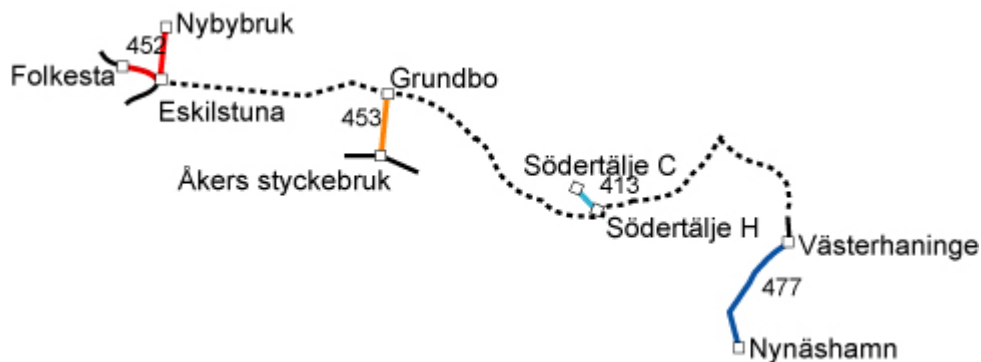 Nybybruk
452
Folkesta
Eskilstuna
Grundbo
453
Åkers styckebruk
Södertälje C
413
Södertälje H
Västerhaninge
477
Nynäshamn